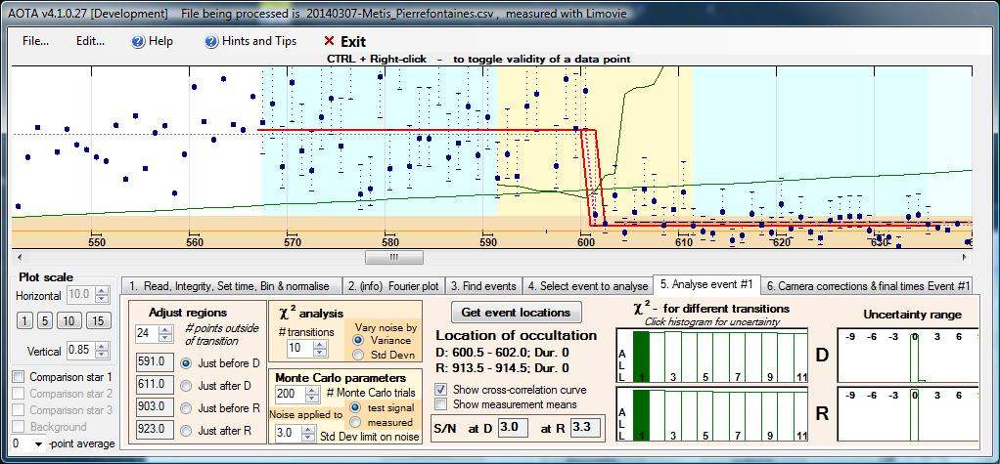 AOTA v4.1.0.27 [Development] File being processed is 20140307-Metis_Pierrefontaines.csv , measured with Limovie
File... Edit... ? Help ? Hints and Tips × Exit
CTRL + Right-click - to toggle validity of a data point
550 560 570 580 590 600 610 620 630 6
Plot scale
Horizontal 10.0
1 5 10 15
Vertical 0.85
Comparison star 1
Comparison star 2
Comparison star 3
Background
0 -point average
1. Read, Integrity, Set time, Bin & normalise 2. (info) Fourier plot 3. Find events 4. Select event to analyse 5. Analyse event #1 6. Camera corrections & final times Event #1
Adjust regions
24 # points outside
of transition
591.0 Just before D
611.0 Just after D
903.0 Just before R
923.0 Just after R
χ² analysis
# transitions
10
Vary noise by
Variance
Std Devn
Monte Carlo parameters
200 # Monte Carlo trials
Noise applied to
test signal
measured
3.0 Std Dev limit on noise
Get event locations
Location of occultation
D: 600.5 - 602.0; Dur. 0
R: 913.5 - 914.5; Dur. 0
Show cross-correlation curve
Show measurement means
S/N at D 3.0 at R 3.3
χ² - for different transitions
Click histogram for uncertainty
A
L
L
1 3 5 7 9 11
A
L
L
1 3 5 7 9 11
Uncertainty range
D
-9 -6 -3 0 3 6
R
-9 -6 -3 0 3 6